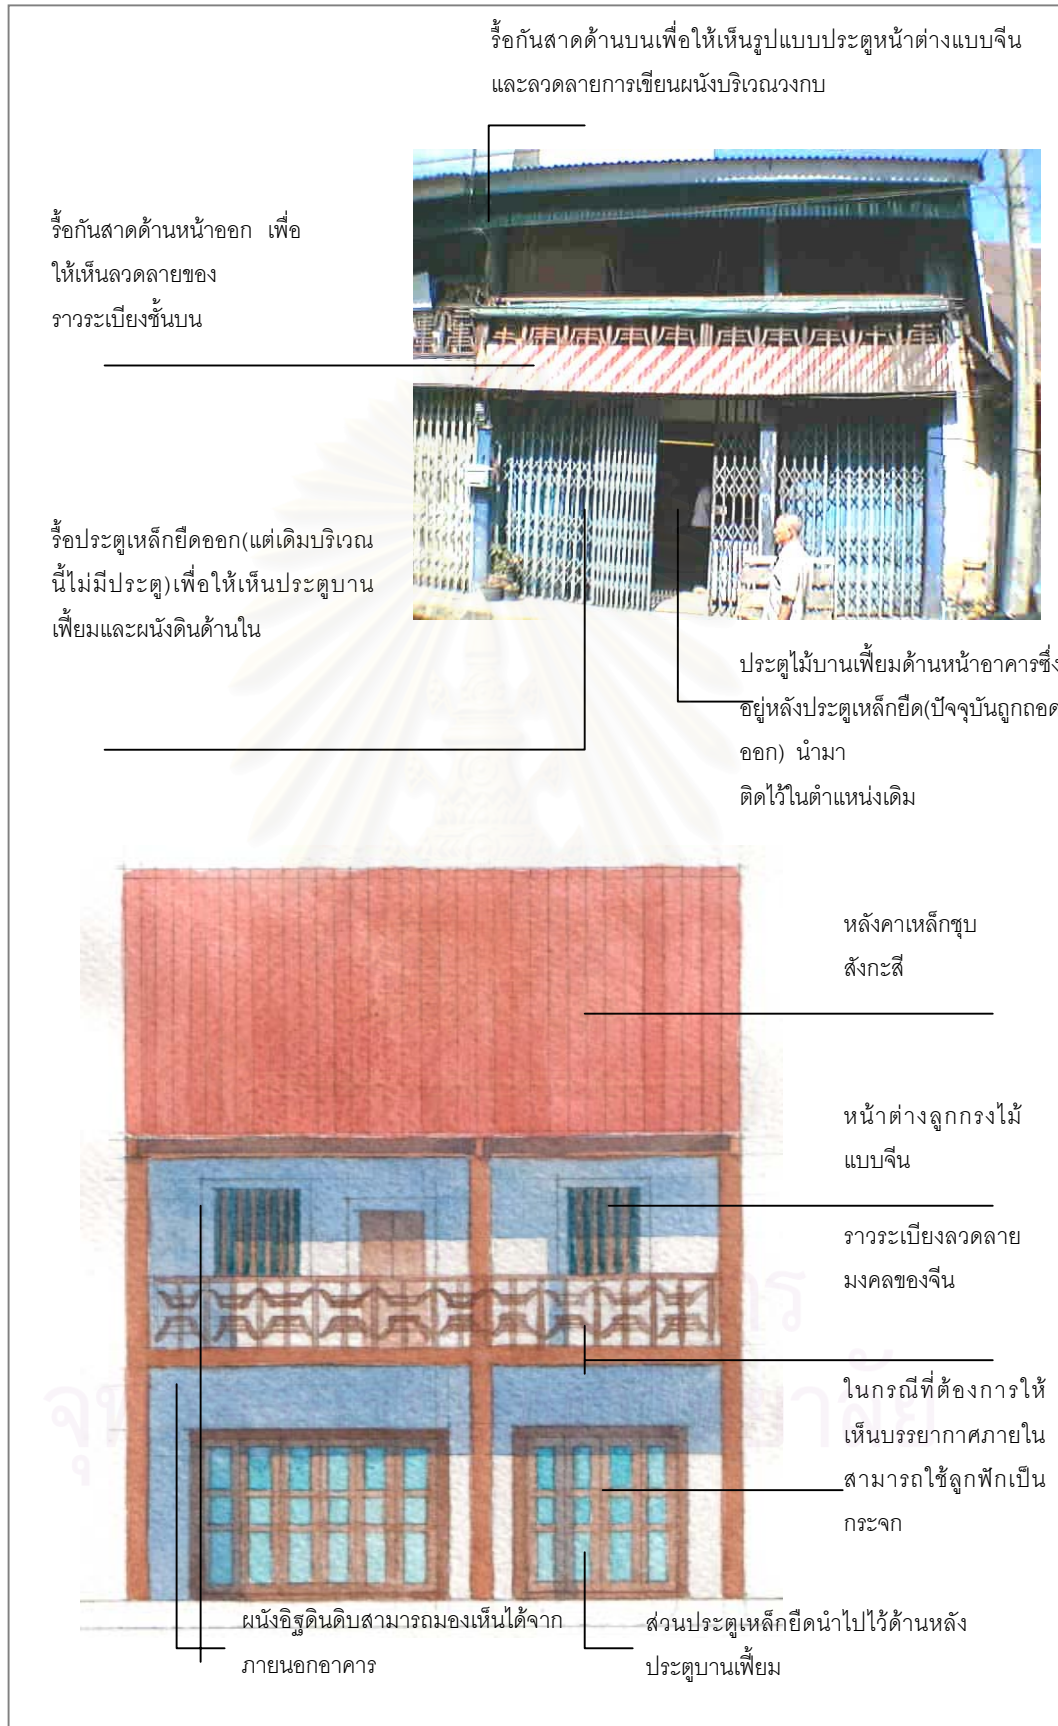 รื้อกันสาดด้านบนเพื่อให้เห็นรูปแบบประตูหน้าต่างแบบจีน
และลวดลายการเขียนผนังบริเวณวงกบ
รื้อกันสาดด้านหน้าออก เพื่อ
ให้เห็นลวดลายของ
ราวระเบียงชั้นบน
รื้อประตูเหล็กยืดออก(แต่เดิมบริเวณ
นี้ไม่มีประตู)เพื่อให้เห็นประตูบาน
เฟี้ยมและผนังดินด้านใน
ประตูไม้บานเฟี้ยมด้านหน้าอาคารซึ่ง
อยู่หลังประตูเหล็กยืด(ปัจจุบันถูกถอด
ออก) นำมา
ติดไว้ในตำแหน่งเดิม
หลังคาเหล็กชุบ
สังกะสี
หน้าต่างลูกกรงไม้
แบบจีน
ราวระเบียงลวดลาย
มงคลของจีน
ในกรณีที่ต้องการให้
เห็นบรรยากาศภายใน
สามารถใช้ลูกฟักเป็น
กระจก
ผนังอิฐดินดิบสามารถมองเห็นได้จาก
ภายนอกอาคาร
ส่วนประตูเหล็กยืดนำไปไว้ด้านหลัง
ประตูบานเฟี้ยม